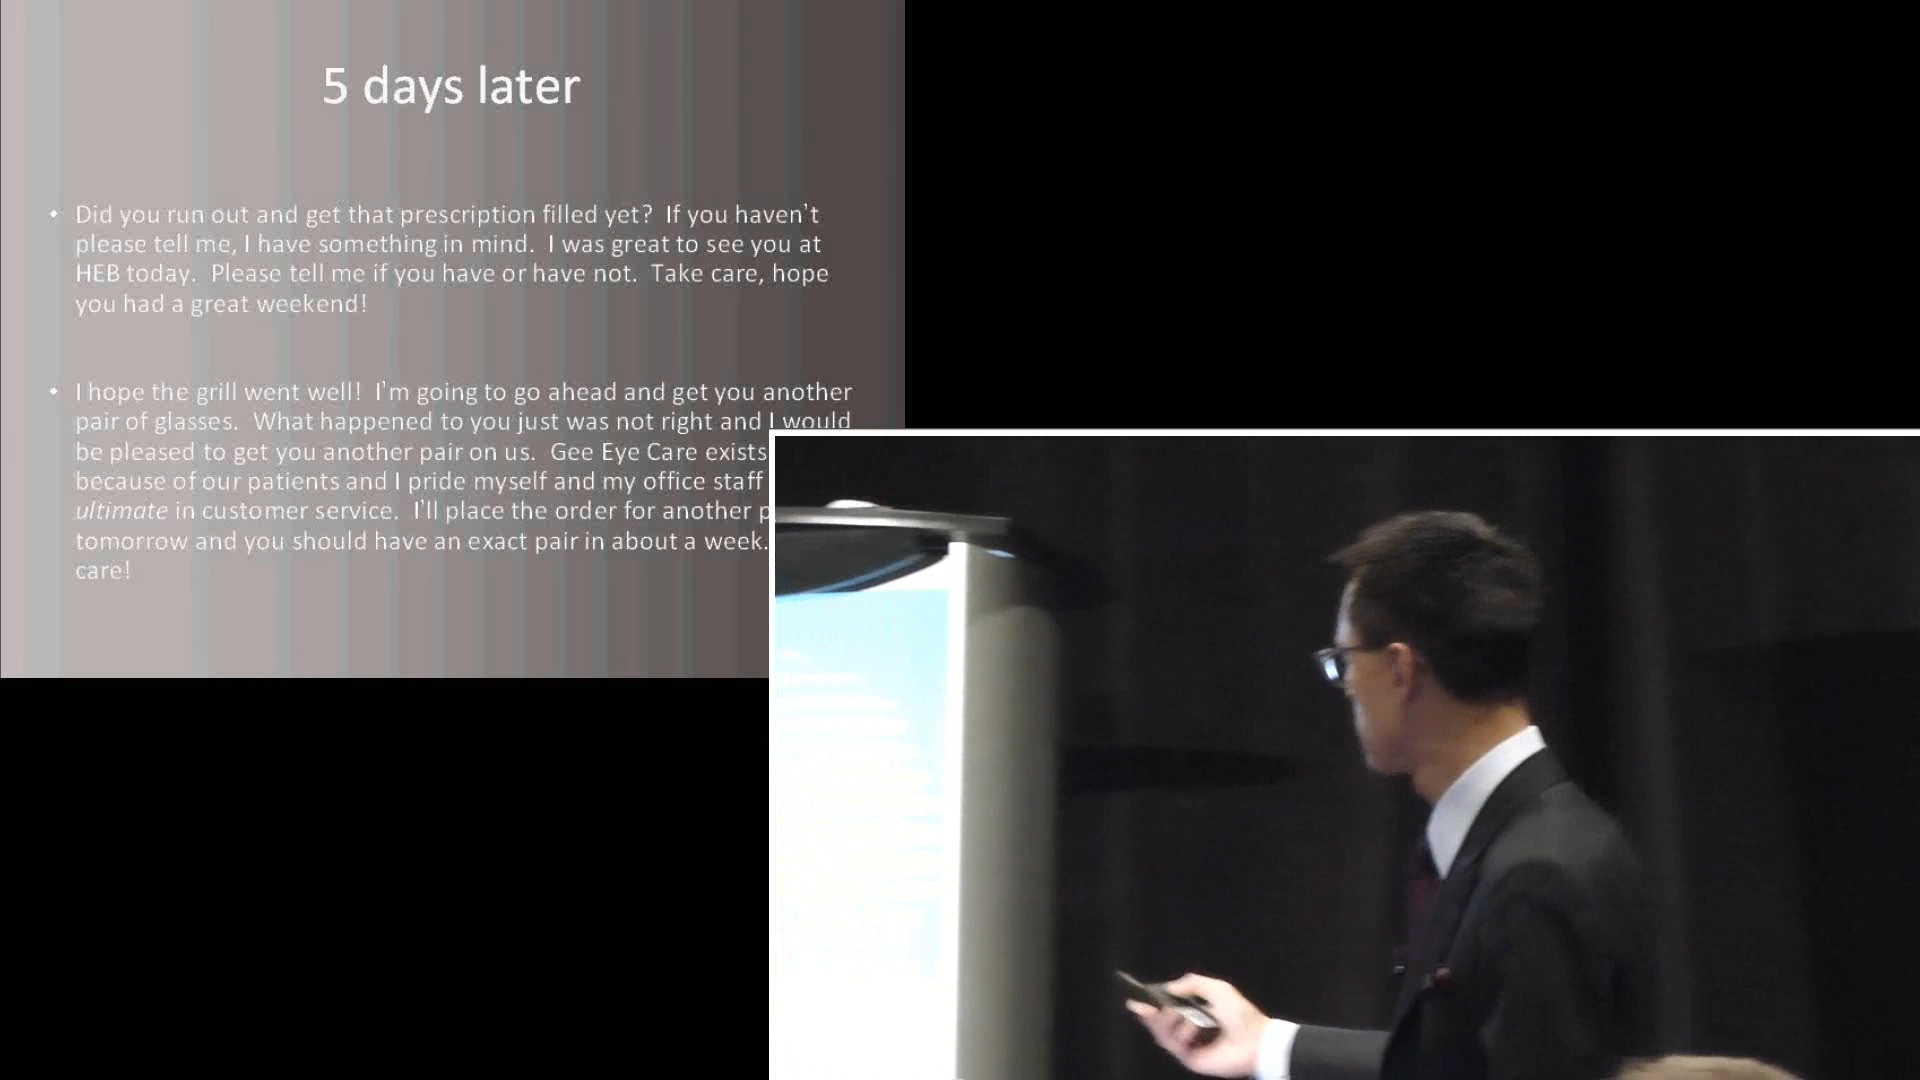 5 days later
• Did you run out and get that prescription filled yet?  If you haven't
please tell me, I have something in mind.  I was great to see you at
HEB today.  Please tell me if you have or have not.  Take care, hope
you had a great weekend!
• I hope the grill went well!  I'm going to go ahead and get you another
pair of glasses.  What happened to you just was not right and I would
be pleased to get you another pair on us.  Gee Eye Care exists
because of our patients and I pride myself and my office staff
ultimate in customer service.  I'll place the order for another
tomorrow and you should have an exact pair in about a week.
care!